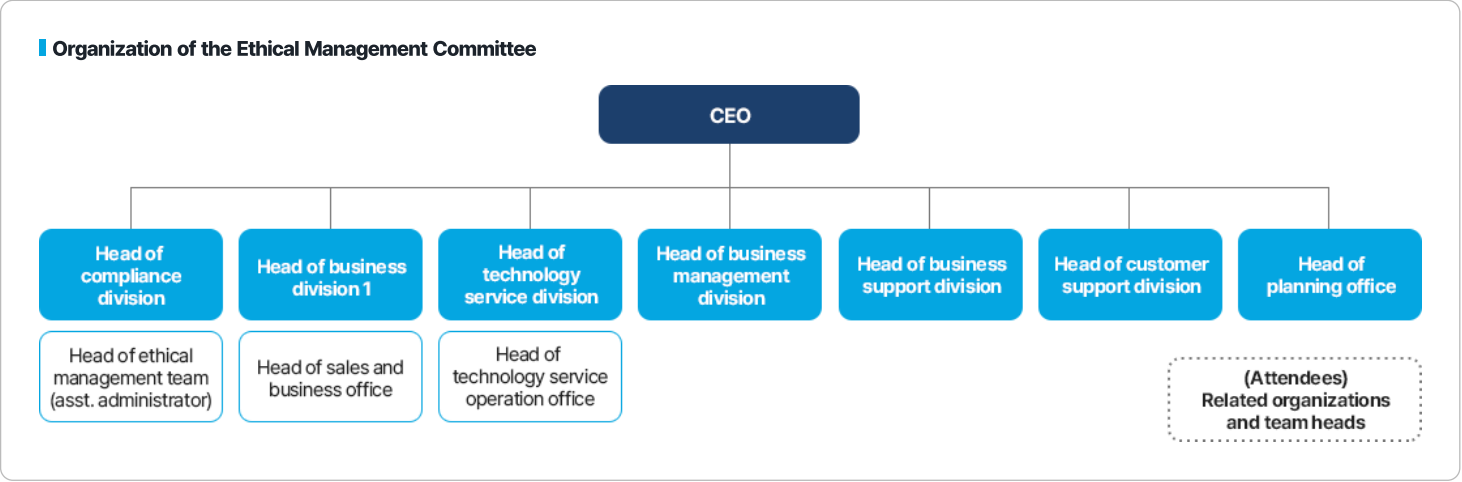 Organization of the Ethical Management Committee
CEO
Head of
compliance
division
Head of business
division 1
Head of
technology
service division
Head of business
management
division
Head of business
support division
Head of customer
support division
Head of
planning office
Head of ethical
management team
(asst. administrator)
Head of sales and
business office
Head of
technology service
operation office
(Attendees)
Related organizations
and team heads